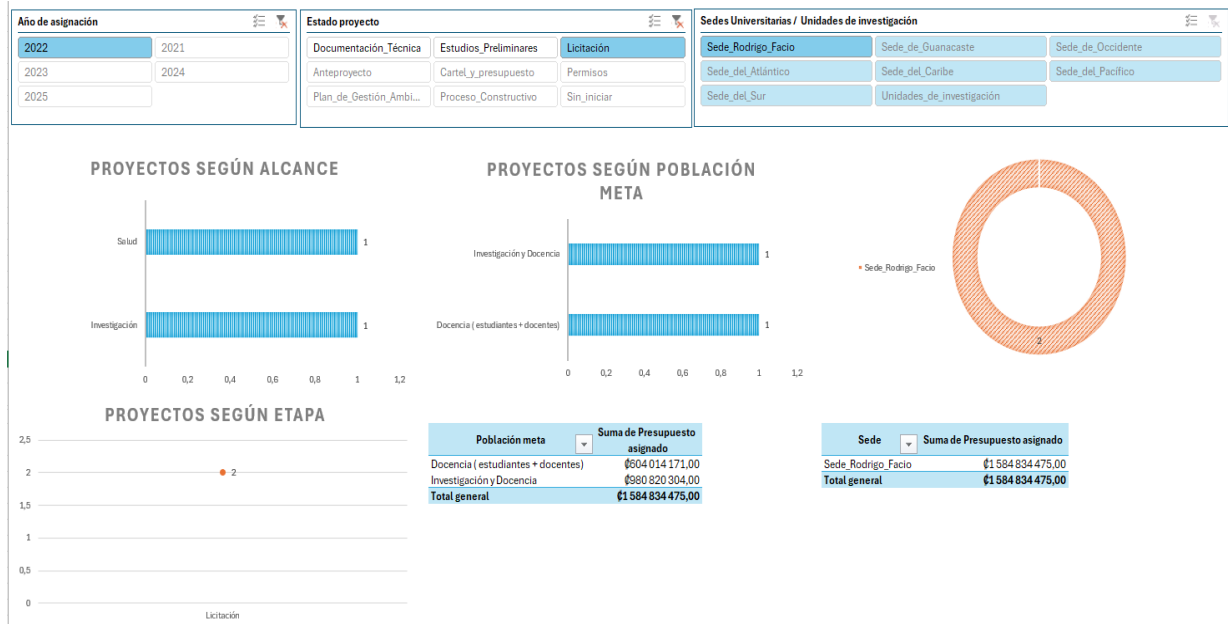 Año de asignación
2022
2021
2023
2024
2025
Estado proyecto
Documentación_Técnica
Estudios_Preliminares
Licitación
Anteproyecto
Cartel_y_presupuesto
Permisos
Plan_de_Gestión_Ambi...
Proceso_Constructivo
Sin_iniciar
Sedes Universitarias / Unidades de investigación
Sede_Rodrigo_Facio
Sede_de_Guanacaste
Sede_de_Occidente
Sede_del_Atlántico
Sede_del_Caribe
Sede_del_Pacífico
Sede_del_Sur
Unidades_de_investigación
PROYECTOS SEGÚN ALCANCE
Salud
1
Investigación
1
0 0,2 0,4 0,6 0,8 1 1,2
PROYECTOS SEGÚN POBLACIÓN
META
Investigación y Docencia
1
Docencia ( estudiantes + docentes)
1
0 0,2 0,4 0,6 0,8 1 1,2
Sede_Rodrigo_Facio
2
PROYECTOS SEGÚN ETAPA
2,5
2
2
1,5
1
0,5
0
Licitación
Población meta Suma de Presupuesto
asignado
Docencia ( estudiantes + docentes) ₡604 014 171,00
Investigación y Docencia ₡980 820 304,00
Total general ₡1 584 834 475,00
Sede Suma de Presupuesto asignado
Sede_Rodrigo_Facio ₡1 584 834 475,00
Total general ₡1 584 834 475,00